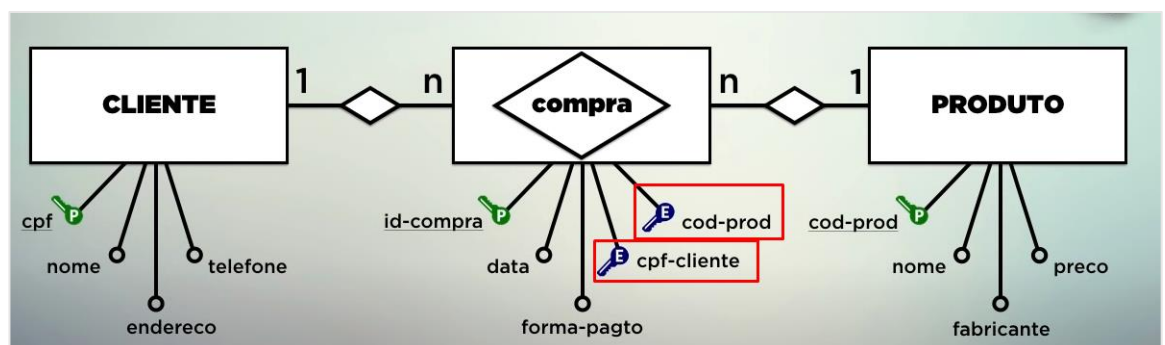 CLIENTE
1
n
compra
n
1
PRODUTO
cpf
P
nome
telefone
endereco
id-compra
P
data
E
cod-prod
E
cpf-cliente
forma-pagto
cod-prod
P
nome
preco
fabricante